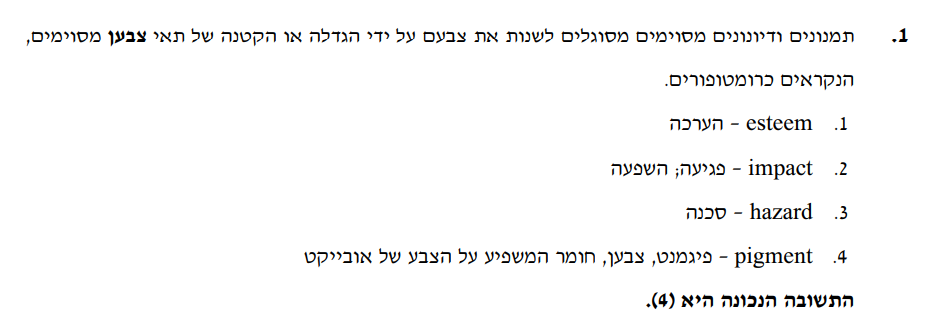 1. תמנונים ודיונונים מסוימים מסוגלים לשנות את צבעם על ידי הגדלה או הקטנה של תאי צבען מסוימים,
הנקראים כרומטופורים.
1. esteem – הערכה
2. impact – פגיעה; השפעה
3. hazard – סכנה
4. pigment – פיגמנט, צבען, חומר המשפיע על הצבע של אובייקט
התשובה הנכונה היא (4).